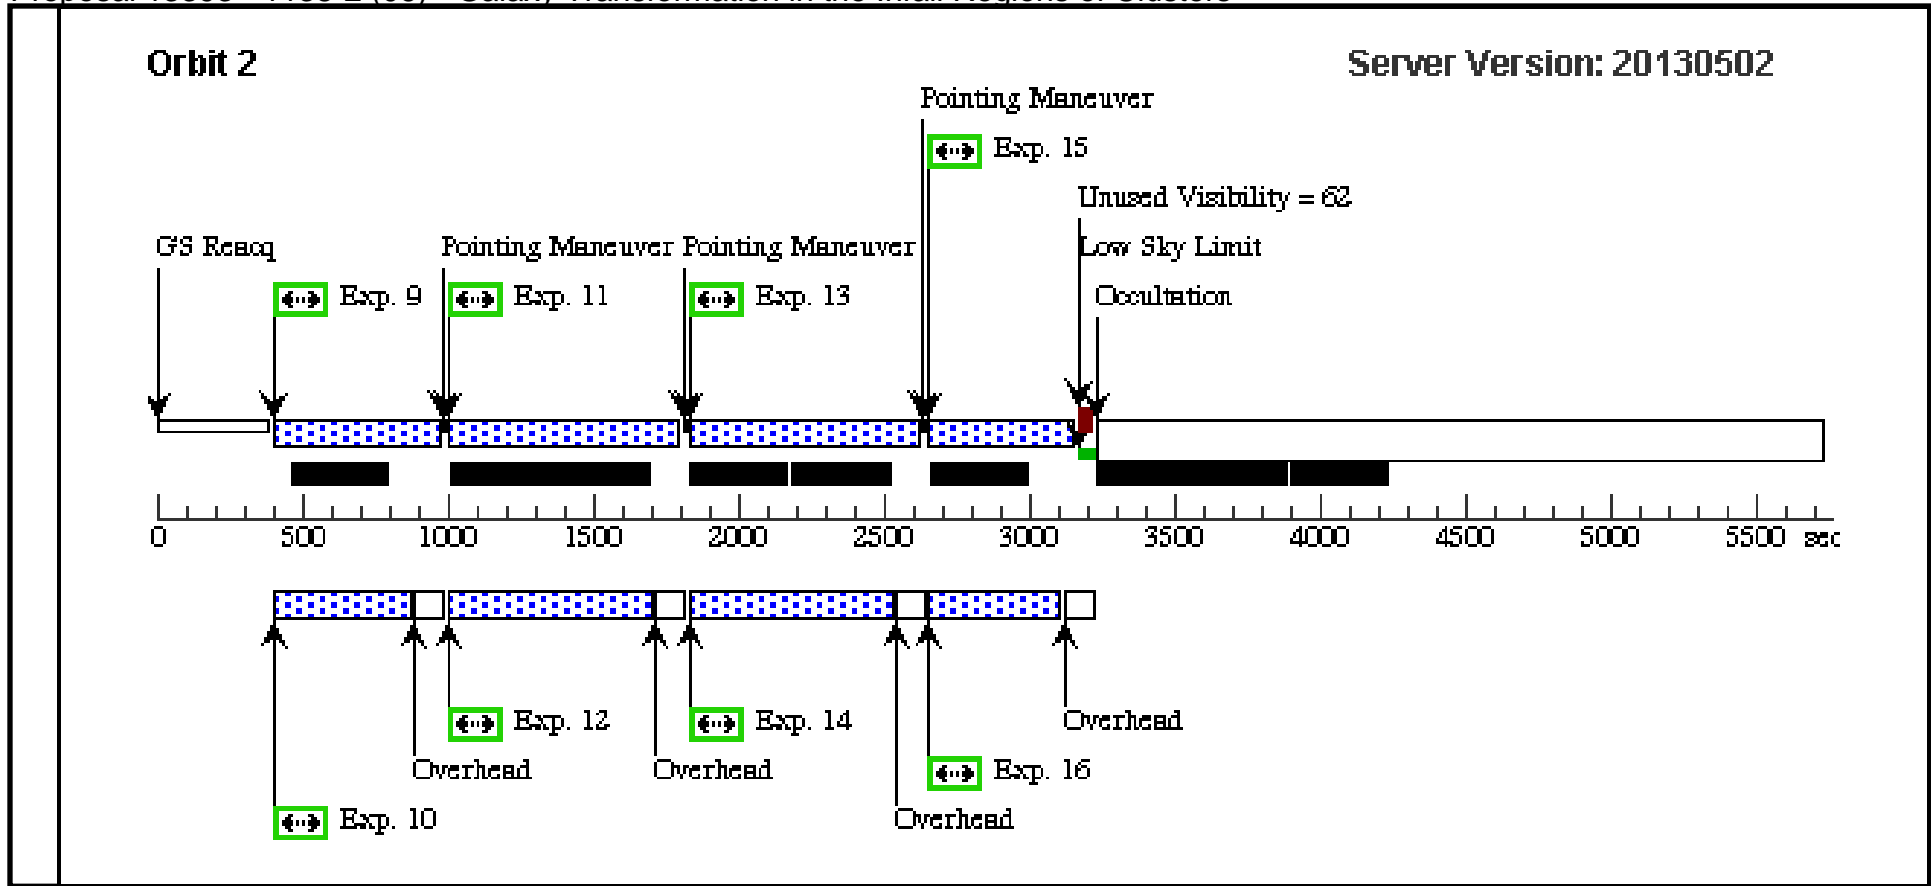 Orbit 2
Server Version: 20130502
Pointing Maneuver
Exp. 15
Unused Visibility = 62
GS Reacq
Pointing Maneuver
Pointing Maneuver
Low Sky Limit
Exp. 9
Exp. 11
Exp. 13
Occultation
0 500 1000 1500 2000 2500 3000 3500 4000 4500 5000 5500 sec
Exp. 12
Exp. 14
Overhead
Overhead
Overhead
Exp. 16
Exp. 10
Overhead